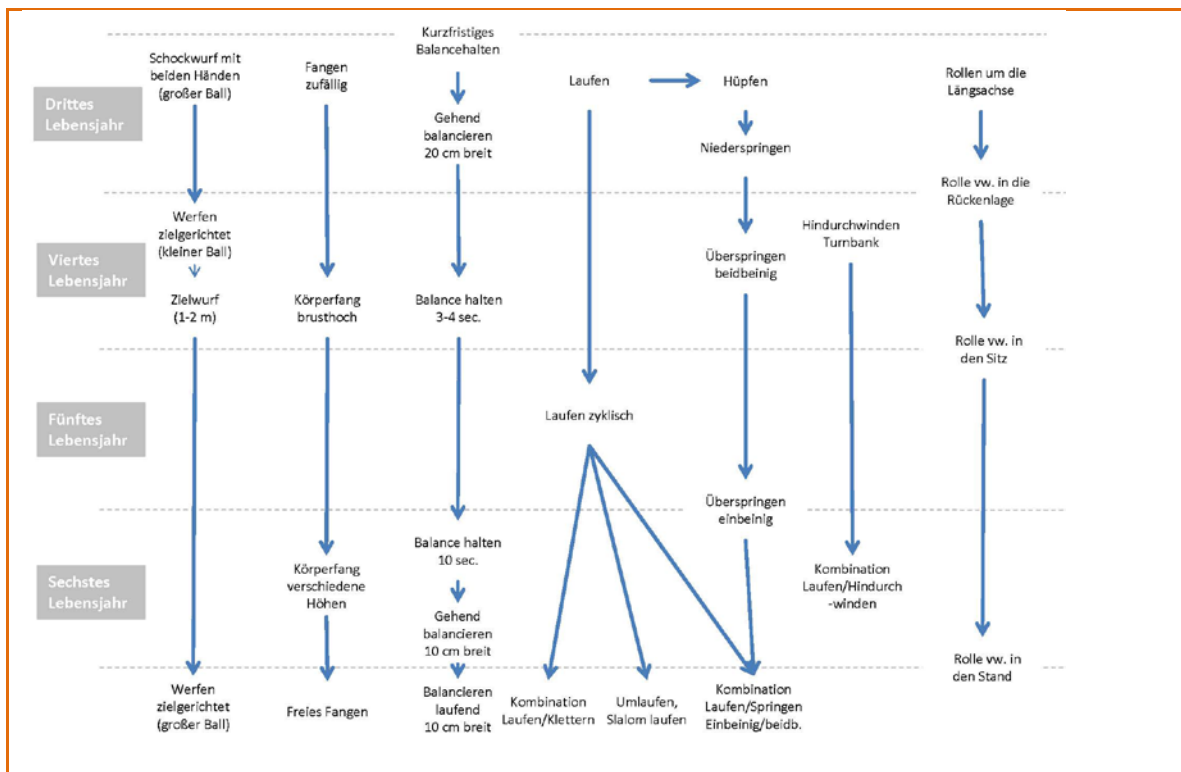 Kurzfristiges
Balancehalten
Schockwurf mit
beiden Händen
(großer Ball)
Fangen
zufällig
Laufen
Hüpfen
Rollen um die
Längsachse
Drittes
Lebensjahr
Gehend
balancieren
20 cm breit
Niederspringen
Rolle vw. in die
Rückenlage
Werfen
zielgerichtet
(kleiner Ball)
Hindurchwinden
Turnbank
Viertes
Lebensjahr
Überspringen
beidbeinig
Zielwurf
(1-2 m)
Körperfang
brusthoch
Balance halten
3-4 sec.
Rolle vw. in
den Sitz
Fünftes
Lebensjahr
Laufen zyklisch
Überspringen
einbeinig
Balance halten
10 sec.
Sechstes
Lebensjahr
Körperfang
verschiedene
Höhen
Kombination
Laufen/Hindurch
-winden
Gehend
balancieren
10 cm breit
Rolle vw. in
den Stand
Werfen
zielgerichtet
(großer Ball)
Freies Fangen
Balancieren
laufend
10 cm breit
Kombination
Laufen/Klettern
Umlaufen,
Slalom laufen
Kombination
Laufen/Springen
Einbeinig/beidb.